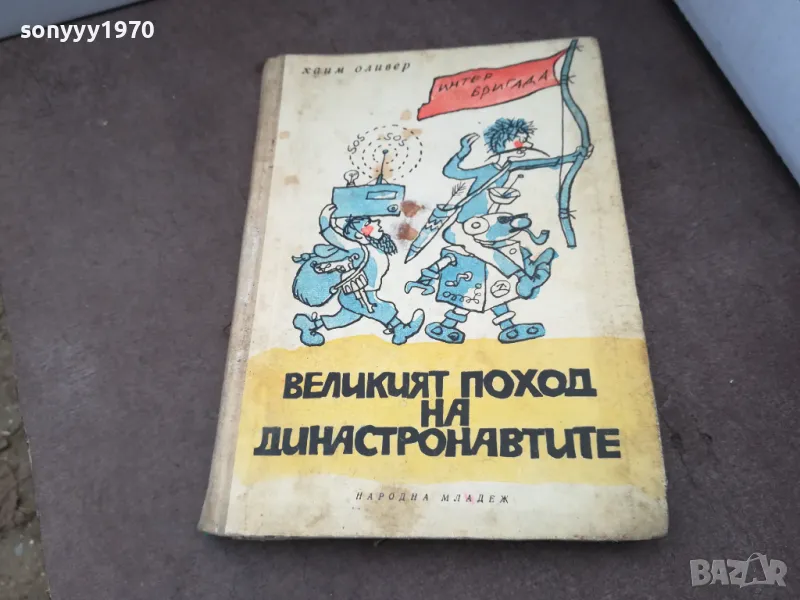 sonyyy1970
хаим оливер
ИНТЕР
БРИГАДА
SOS SOS
ВЕЛИКИЯТ ПОХОД
НА
ДИНАСТРОНАВТИТЕ
НАРОДНА МЛАДЕЖ
BAZAR